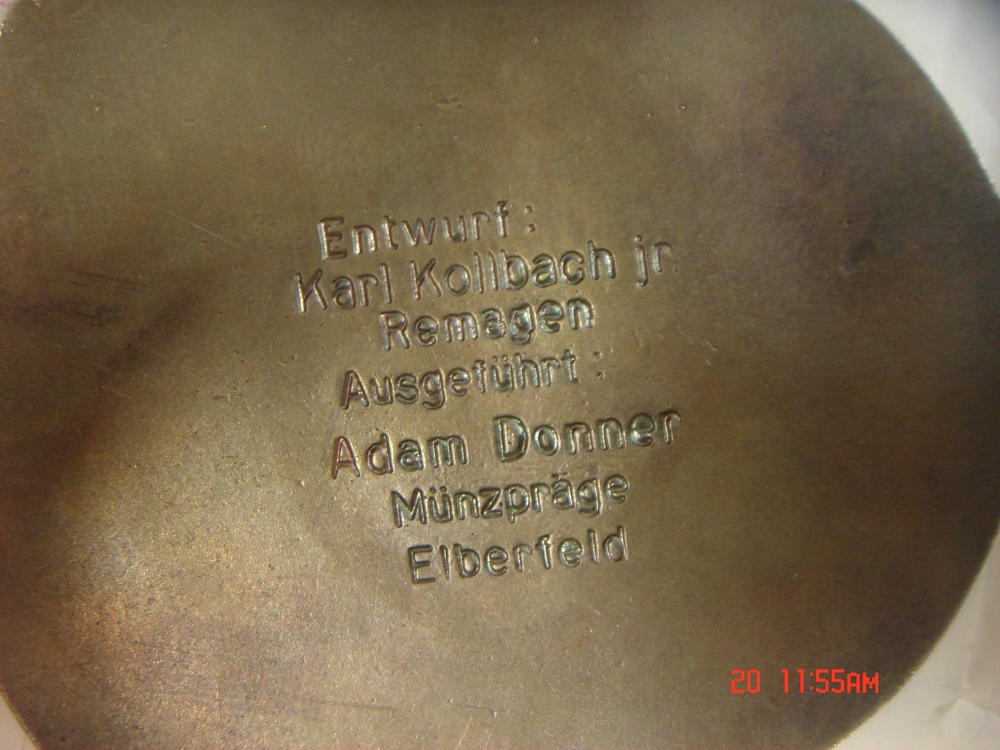 Entwurf:
Karl Kollbach jr.
Remagen
Ausgeführt:
Adam Donner
Münzpräge
Elberfeld
20 11:55AM